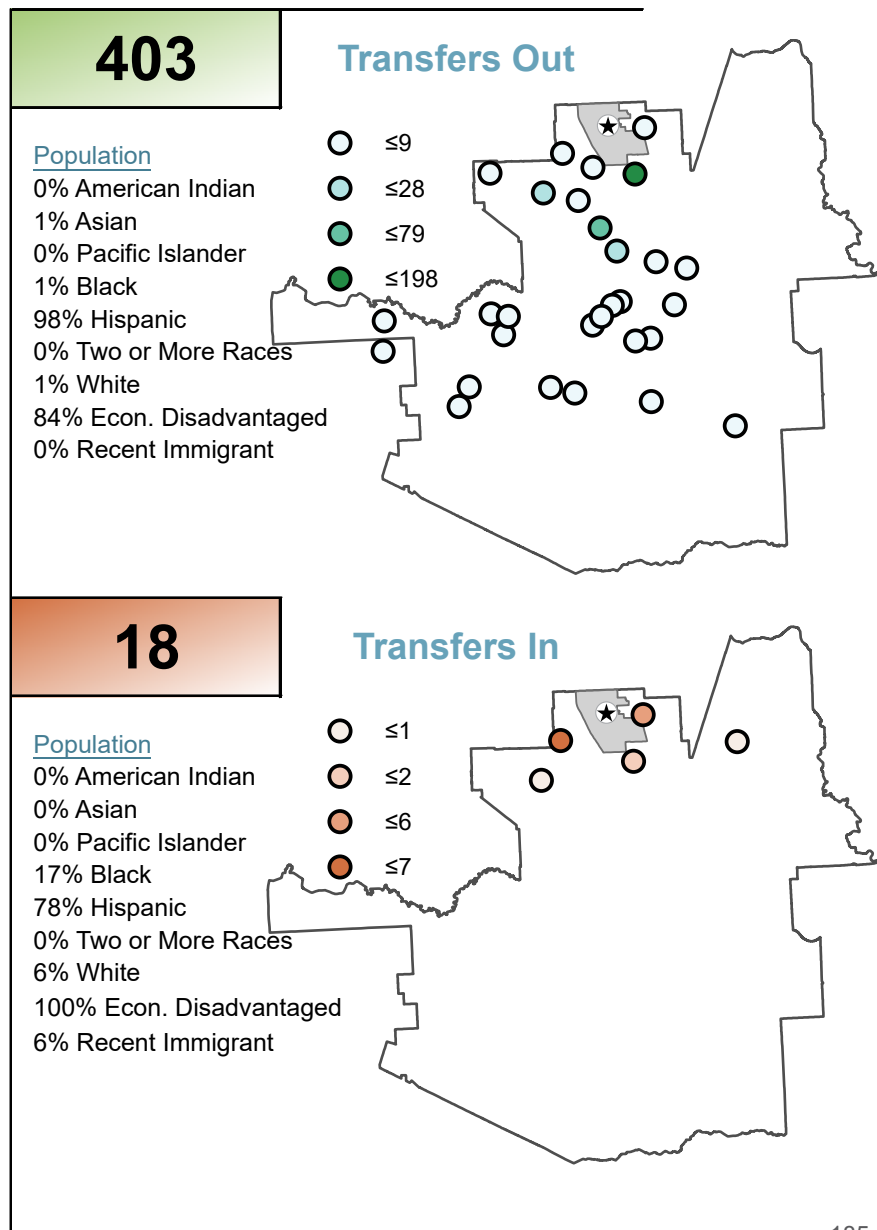 403
Transfers Out
Population
0% American Indian
1% Asian
0% Pacific Islander
1% Black
98% Hispanic
0% Two or More Races
1% White
84% Econ. Disadvantaged
0% Recent Immigrant
≤9
≤28
≤79
≤198
18
Transfers In
Population
0% American Indian
0% Asian
0% Pacific Islander
17% Black
78% Hispanic
0% Two or More Races
6% White
100% Econ. Disadvantaged
6% Recent Immigrant
≤1
≤2
≤6
≤7